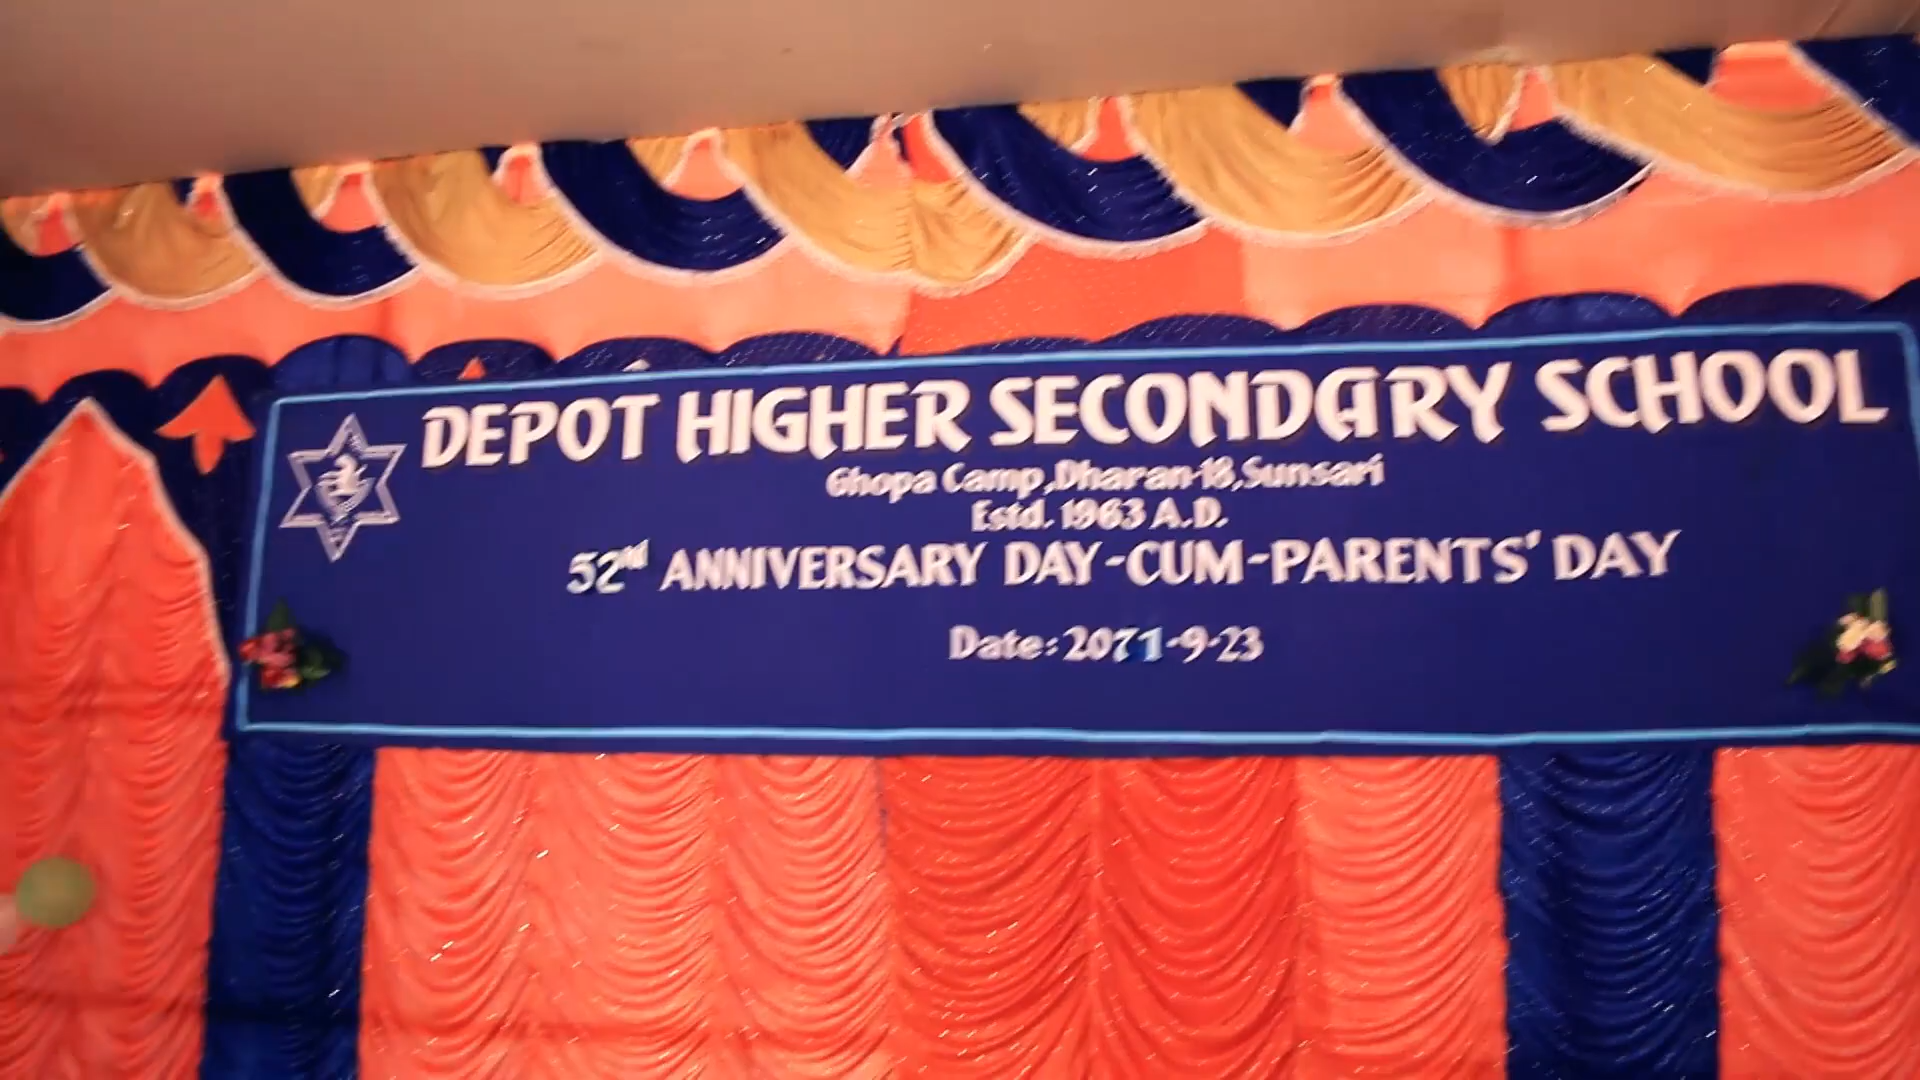 DEPOT HIGHER SECONDARY SCHOOL
Ghopa Camp,Dharan-18,Sunsari
Estd. 1963 A.D.
52nd ANNIVERSARY DAY-CUM-PARENTS' DAY
Date: 2071-9-23